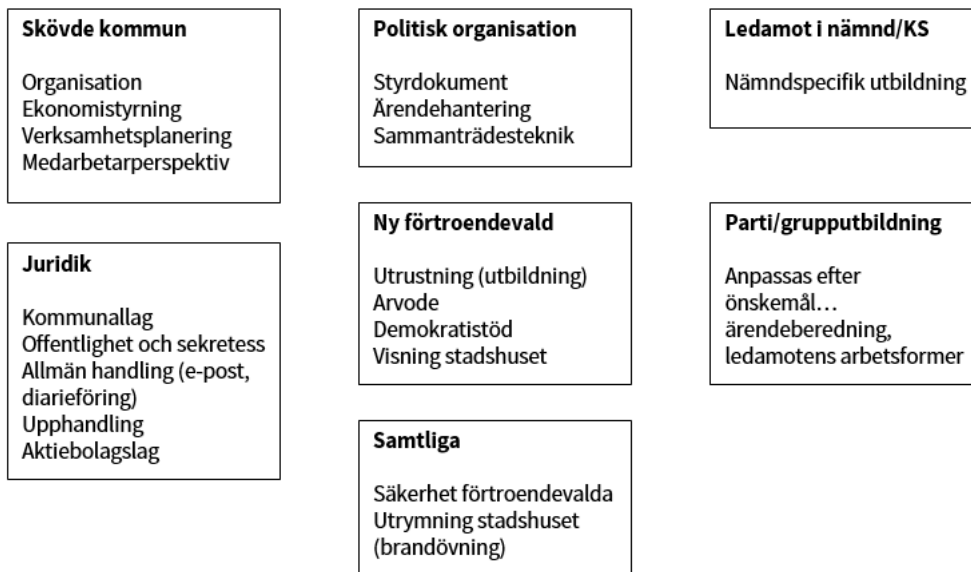 Skövde kommun
Organisation
Ekonomistyrning
Verksamhetsplanering
Medarbetarperspektiv
Juridik
Kommunallag
Offentlighet och sekretess
Allmän handling (e-post,
diarieföring)
Upphandling
Aktiebolagslag
Politisk organisation
Styrdokument
Ärendehantering
Sammanträdesteknik
Ny förtroendevald
Utrustning (utbildning)
Arvode
Demokratistöd
Visning stadshuset
Samtliga
Säkerhet förtroendevalda
Utrymning stadshuset
(brandövning)
Ledamot i nämnd/KS
Nämndspecifik utbildning
Parti/grupputbildning
Anpassas efter
önskemål…
ärendeberedning,
ledamotens arbetsformer